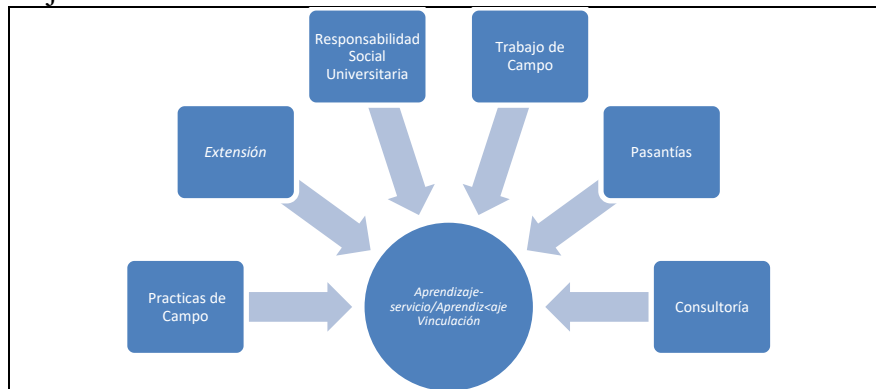 Responsabilidad
Social
Universitaria
Trabajo de
Campo
Extensión
Pasantías
Practicas de
Campo
Aprendizaje-
servicio/Aprendiz<aje
Vinculación
Consultoría